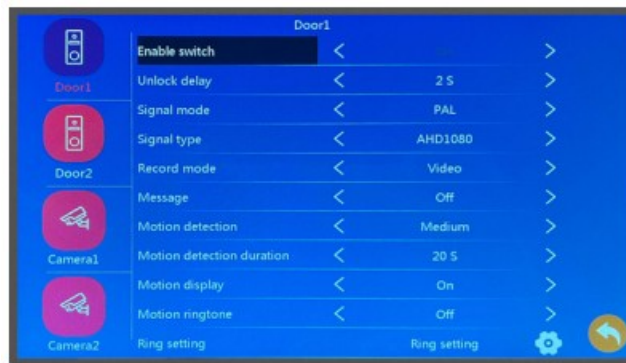 Door1
Door1
Door2
Camera1
Camera2
Enable switch
Unlock delay 2 S
Signal mode PAL
Signal type AHD1080
Record mode Video
Message Off
Motion detection Medium
Motion detection duration 20 S
Motion display On
Motion ringtone Off
Ring setting Ring setting